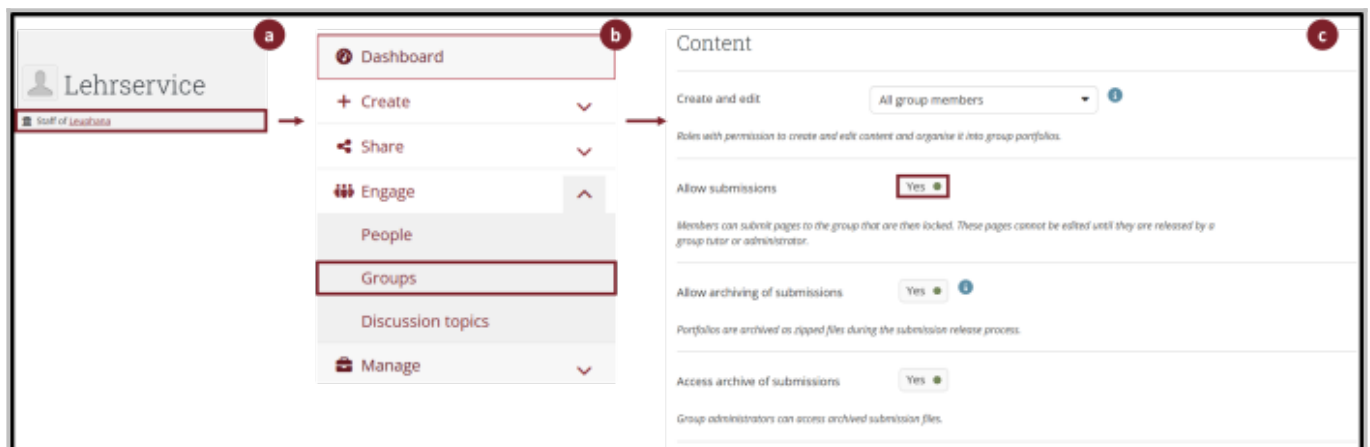 a
Lehrservice
Staff of Leuphana
b
Dashboard
Create
Share
Engage
People
Groups
Discussion topics
Manage
c
Content
Create and edit
All group members
Roles with permission to create and edit content and organise it into group portfolios.
Allow submissions
Yes
Members can submit pages to the group that are then locked. These pages cannot be edited until they are released by a
group tutor or administrator.
Allow archiving of submissions
Yes
Portfolios are archived as zipped files during the submission release process.
Access archive of submissions
Yes
Group administrators can access archived submission files.